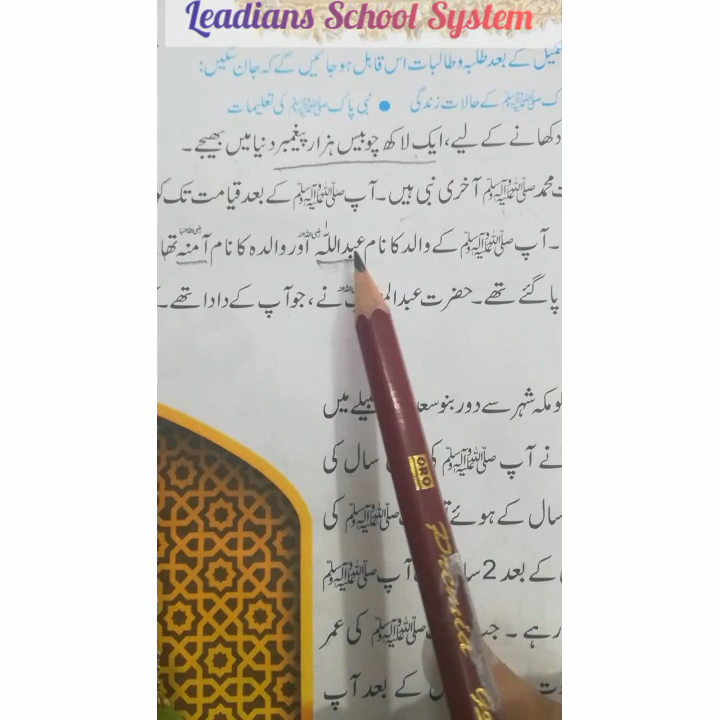 Leadians School System
کمیل کے بعد طلبہ و طالبات اس قابل ہو جائیں گے کہ جان سکیں:
ک صلی اللہ علیہ وآلہ وسلم کے حالات زندگی • نبی پاک صلی اللہ علیہ وآلہ وسلم کی تعلیمات
دکھانے کے لیے، ایک لاکھ چوبیس ہزار پیغمبر دنیا میں بھیجے۔
ت محمد صلی اللہ علیہ وآلہ وسلم آخری نبی ہیں۔ آپ صلی اللہ علیہ وآلہ وسلم کے بعد قیامت تک کو
۔ آپ صلی اللہ علیہ وآلہ وسلم کے والد کا نام عبداللہ اور والدہ کا نام آمنہ تھا
پا گئے تھے۔ حضرت عبدالم نے، جو آپ کے دادا تھے۔
و مکہ شہر سے دور بنو سعد قبیلے میں
نے آپ صلی اللہ علیہ وآلہ وسلم سال کی
سال کے ہوئے صلی اللہ علیہ وآلہ وسلم کی
کے بعد 2 سا آپ صلی اللہ علیہ وآلہ وسلم
رہے۔ صلی اللہ علیہ وآلہ وسلم کی عمر
کے بعد آپ
ORO